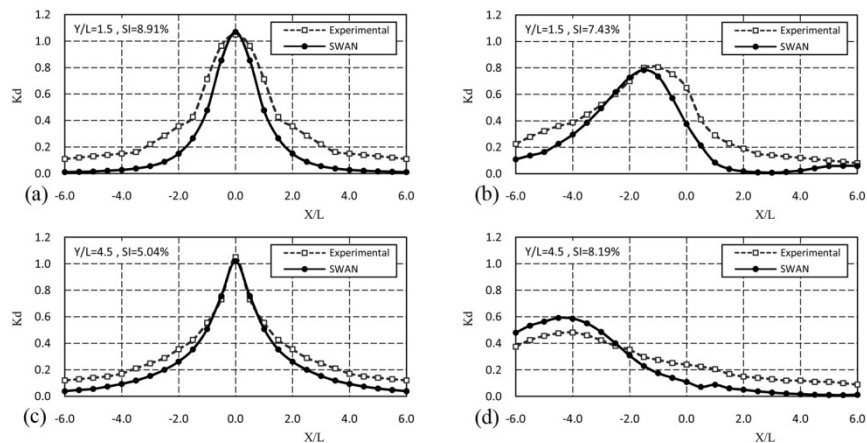 1.2
Y/L=1.5 , SI=8.91%
Experimental
SWAN
1.0
0.8
Kd
0.6
0.4
0.2
0.0
-6.0 -4.0 -2.0 0.0 2.0 4.0 6.0
(a)
X/L
1.2
Y/L=1.5 , SI=7.43%
Experimental
SWAN
1.0
0.8
Kd
0.6
0.4
0.2
0.0
-6.0 -4.0 -2.0 0.0 2.0 4.0 6.0
(b)
X/L
1.2
Y/L=4.5 , SI=5.04%
Experimental
SWAN
1.0
0.8
Kd
0.6
0.4
0.2
0.0
-6.0 -4.0 -2.0 0.0 2.0 4.0 6.0
(c)
X/L
1.2
Y/L=4.5 , SI=8.19%
Experimental
SWAN
1.0
0.8
Kd
0.6
0.4
0.2
0.0
-6.0 -4.0 -2.0 0.0 2.0 4.0 6.0
(d)
X/L